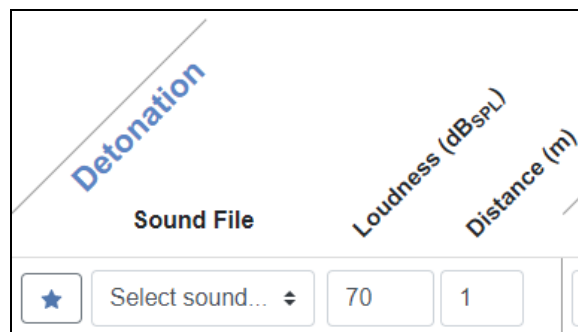 Detonation
Sound File
Loudness (dBSPL)
Distance (m)
Select sound...
70
1